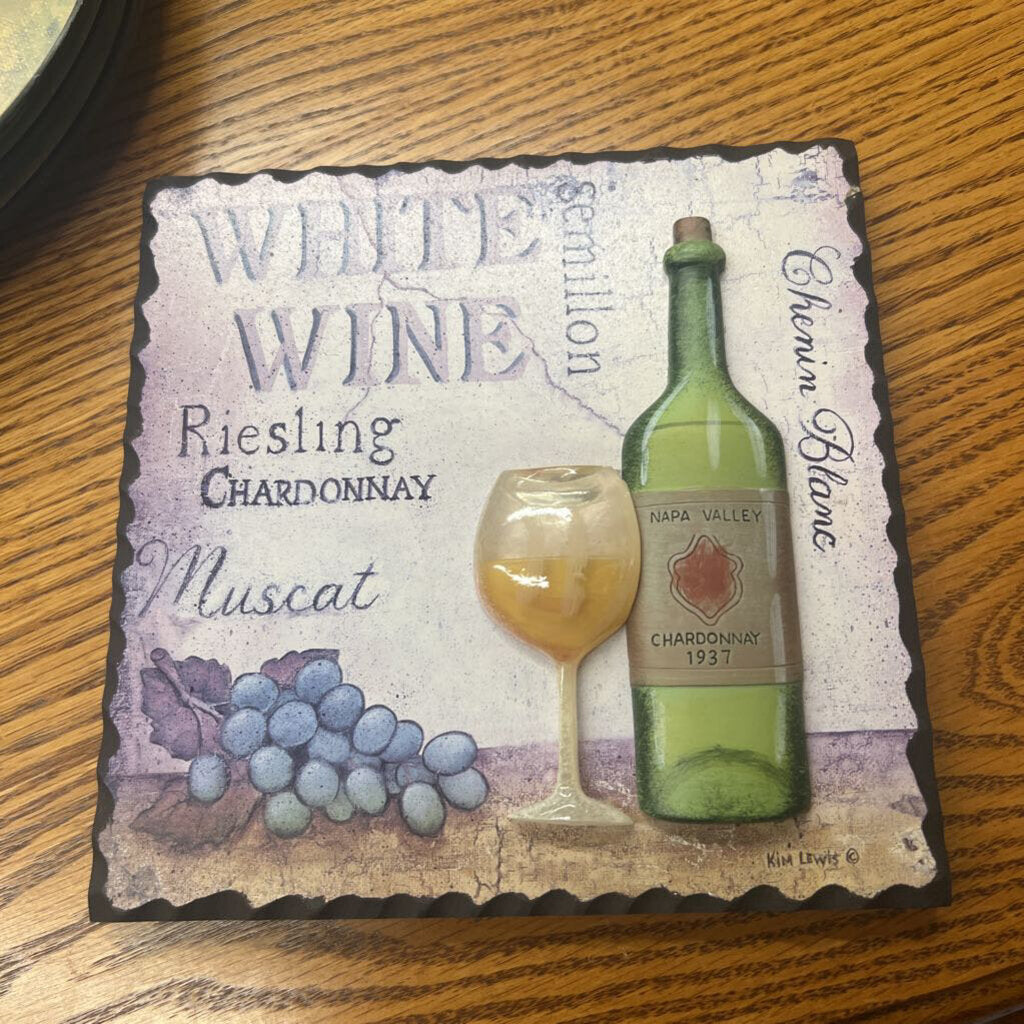 WHITE
WINE
semillon
Chenin Blanc
Riesling
CHARDONNAY
Muscat
NAPA VALLEY
CHARDONNAY
1937
KIM LEWIS ©